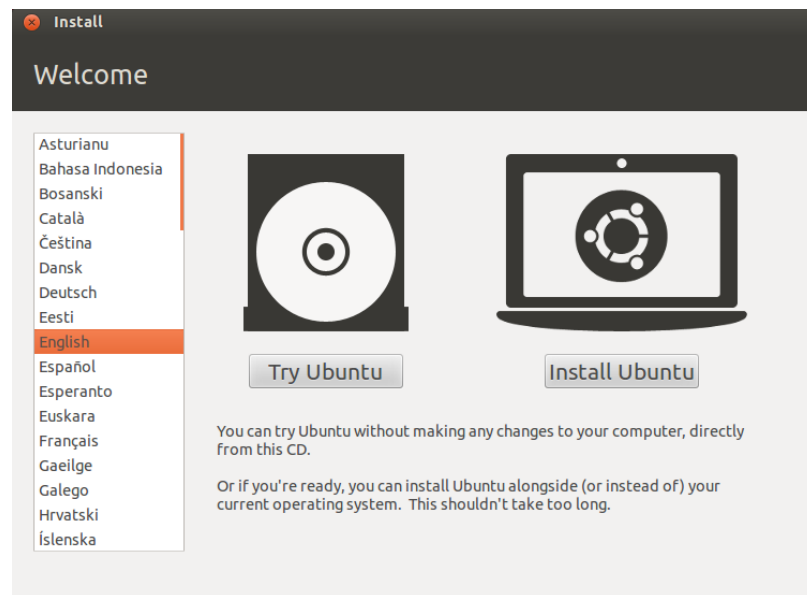 Install
Welcome
Asturianu
Bahasa Indonesia
Bosanski
Català
Čeština
Dansk
Deutsch
Eesti
English
Español
Esperanto
Euskara
Français
Gaeilge
Galego
Hrvatski
Íslenska
Try Ubuntu
Install Ubuntu
You can try Ubuntu without making any changes to your computer, directly
from this CD.
Or if you're ready, you can install Ubuntu alongside (or instead of) your
current operating system.  This shouldn't take too long.